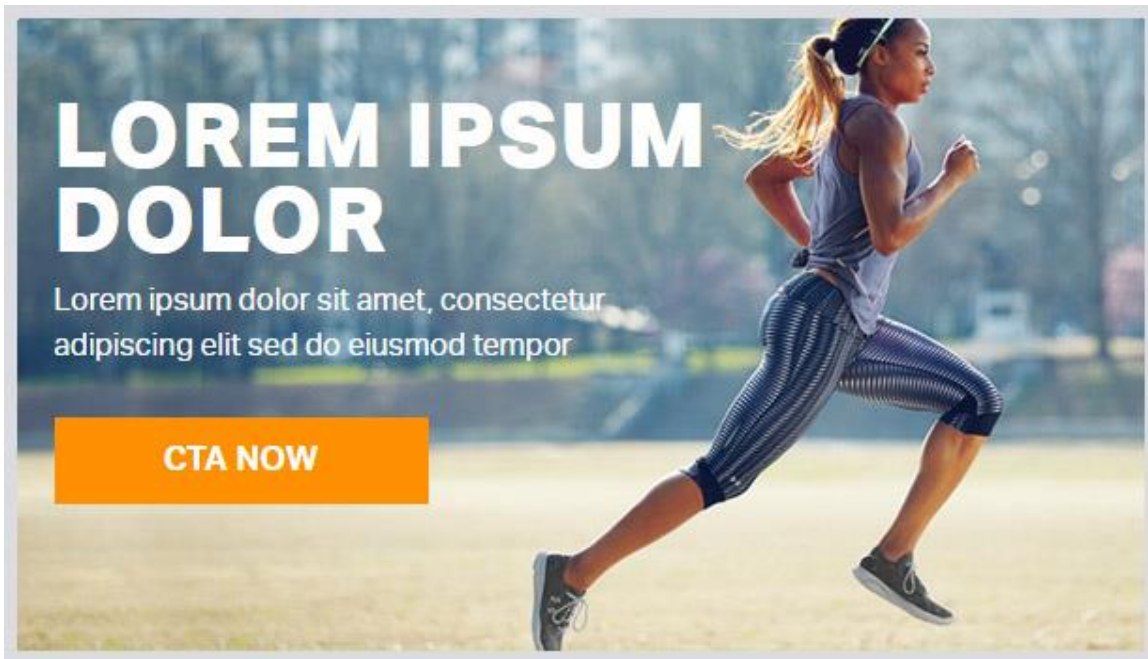 LOREM IPSUM
DOLOR
Lorem ipsum dolor sit amet, consectetur
adipiscing elit sed do eiusmod tempor
CTA NOW